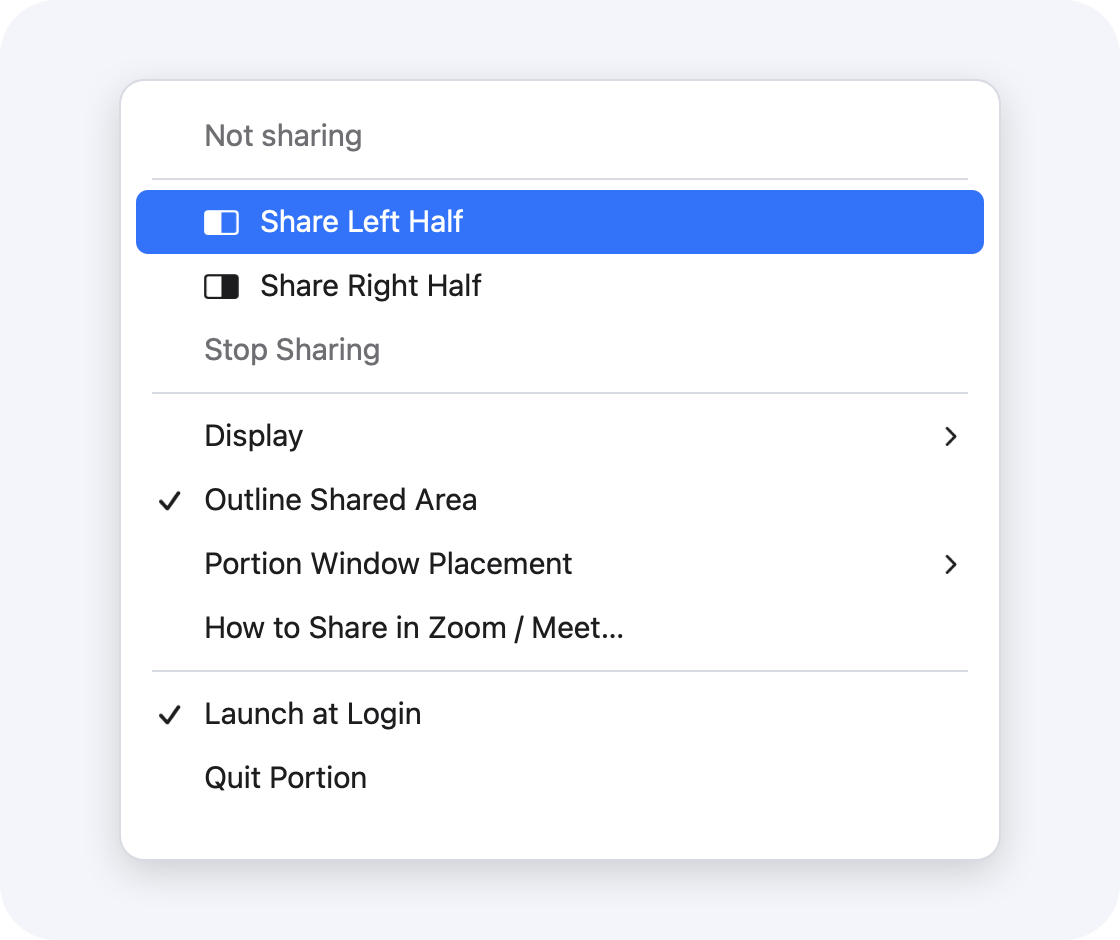 Not sharing
Share Left Half
Share Right Half
Stop Sharing
Display
Outline Shared Area
Portion Window Placement
How to Share in Zoom / Meet...
Launch at Login
Quit Portion